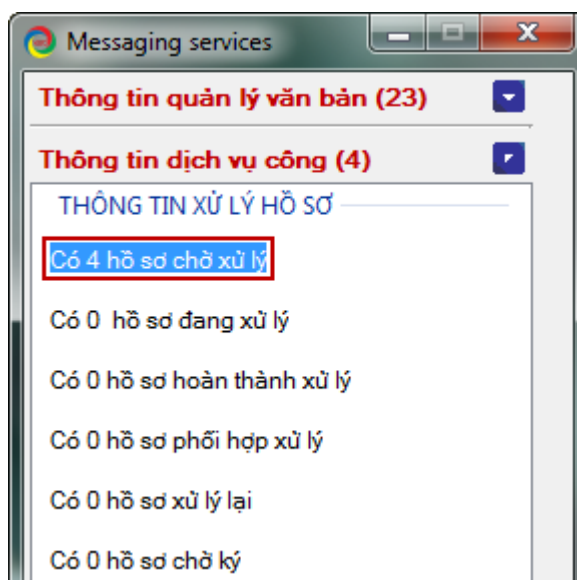 Messaging services
Thông tin quản lý văn bản (23)
Thông tin dịch vụ công (4)
THÔNG TIN XỬ LÝ HỒ SƠ
Có 4 hồ sơ chờ xử lý
Có 0 hồ sơ đang xử lý
Có 0 hồ sơ hoàn thành xử lý
Có 0 hồ sơ phối hợp xử lý
Có 0 hồ sơ xử lý lại
Có 0 hồ sơ chờ ký